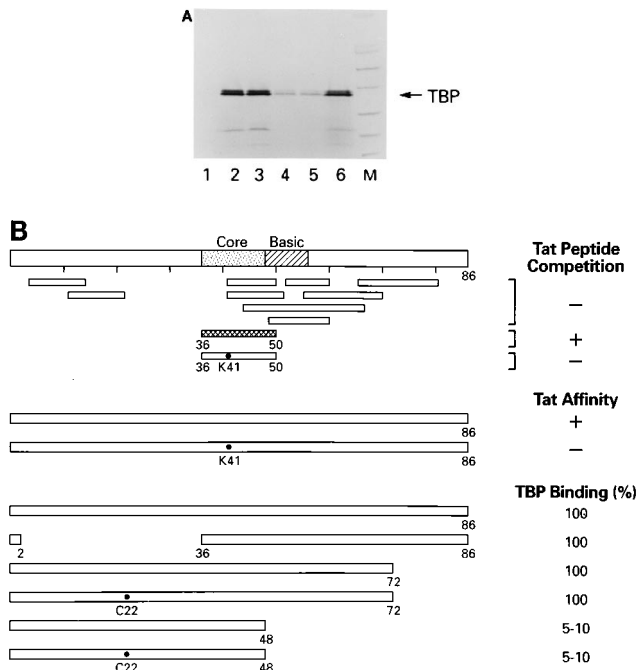 A
← TBP
1 2 3 4 5 6 M
B
Core Basic
86
Tat Peptide
Competition
−
36 50
+
36 K41 50
−
Tat Affinity
86
+
K41 86
−
TBP Binding (%)
86
100
2 36 86
100
72
100
C22 72
100
48
5-10
C22 48
5-10